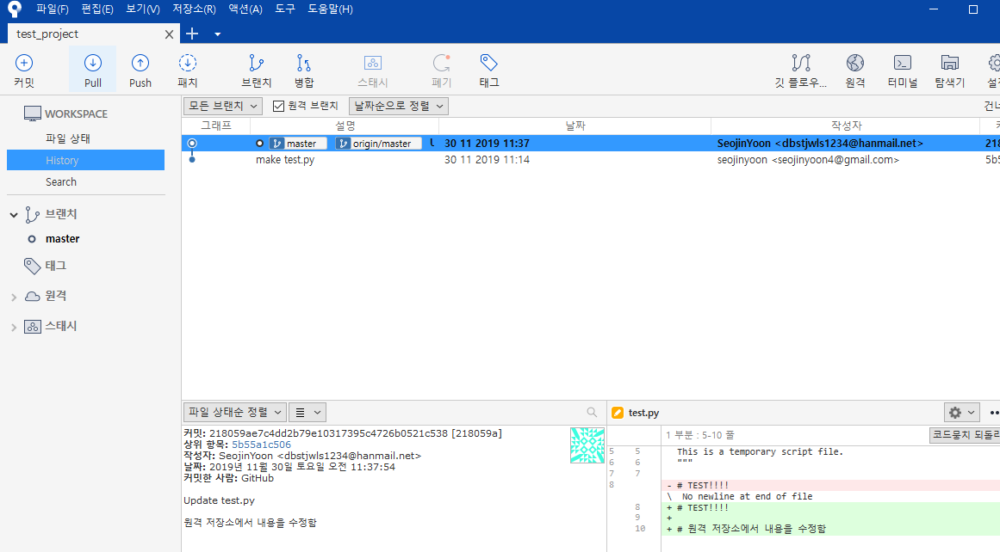 파일(F) 편집(E) 보기(V) 저장소(R) 액션(A) 도구 도움말(H)
test_project
커밋 Pull Push 패치 브랜치 병합 스태시 폐기 태그 깃 플로우... 원격 터미널 탐색기
WORKSPACE
파일 상태
History
Search
브랜치
master
태그
원격
스태시
모든 브랜치 원격 브랜치 날짜순으로 정렬
그래프 설명 날짜 작성자
master origin/master 30 11 2019 11:37 SeojinYoon <dbstjwls1234@hanmail.net> 218
make test.py 30 11 2019 11:14 seojinyoon <seojinyoon4@gmail.com> 5b5
파일 상태순 정렬
커밋: 218059ae7c4dd2b79e10317395c4726b0521c538 [218059a]
상위 항목: 5b55a1c506
작성자: SeojinYoon <dbstjwls1234@hanmail.net>
날짜: 2019년 11월 30일 토요일 오전 11:37:54
커밋한 사람: GitHub
Update test.py
원격 저장소에서 내용을 수정함
test.py
1 부분 : 5-10 줄 코드뭉치 되돌리
5 5 This is a temporary script file.
6 6 """
7 7
8 - # TEST!!!!
\ No newline at end of file
8 + # TEST!!!!
9 +
10 + # 원격 저장소에서 내용을 수정함